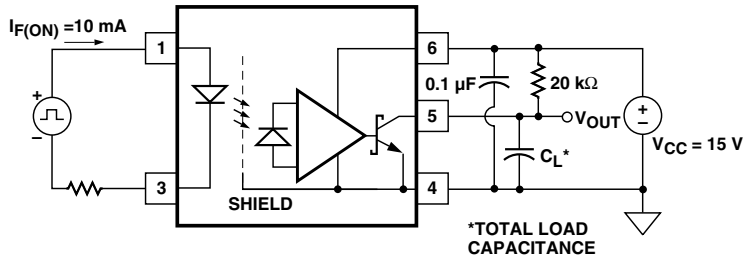 IF(ON) =10 mA
1
6
0.1 µF
20 kΩ
+
–
5
VOUT
+
–
VCC = 15 V
CL*
3
SHIELD
4
*TOTAL LOAD
CAPACITANCE